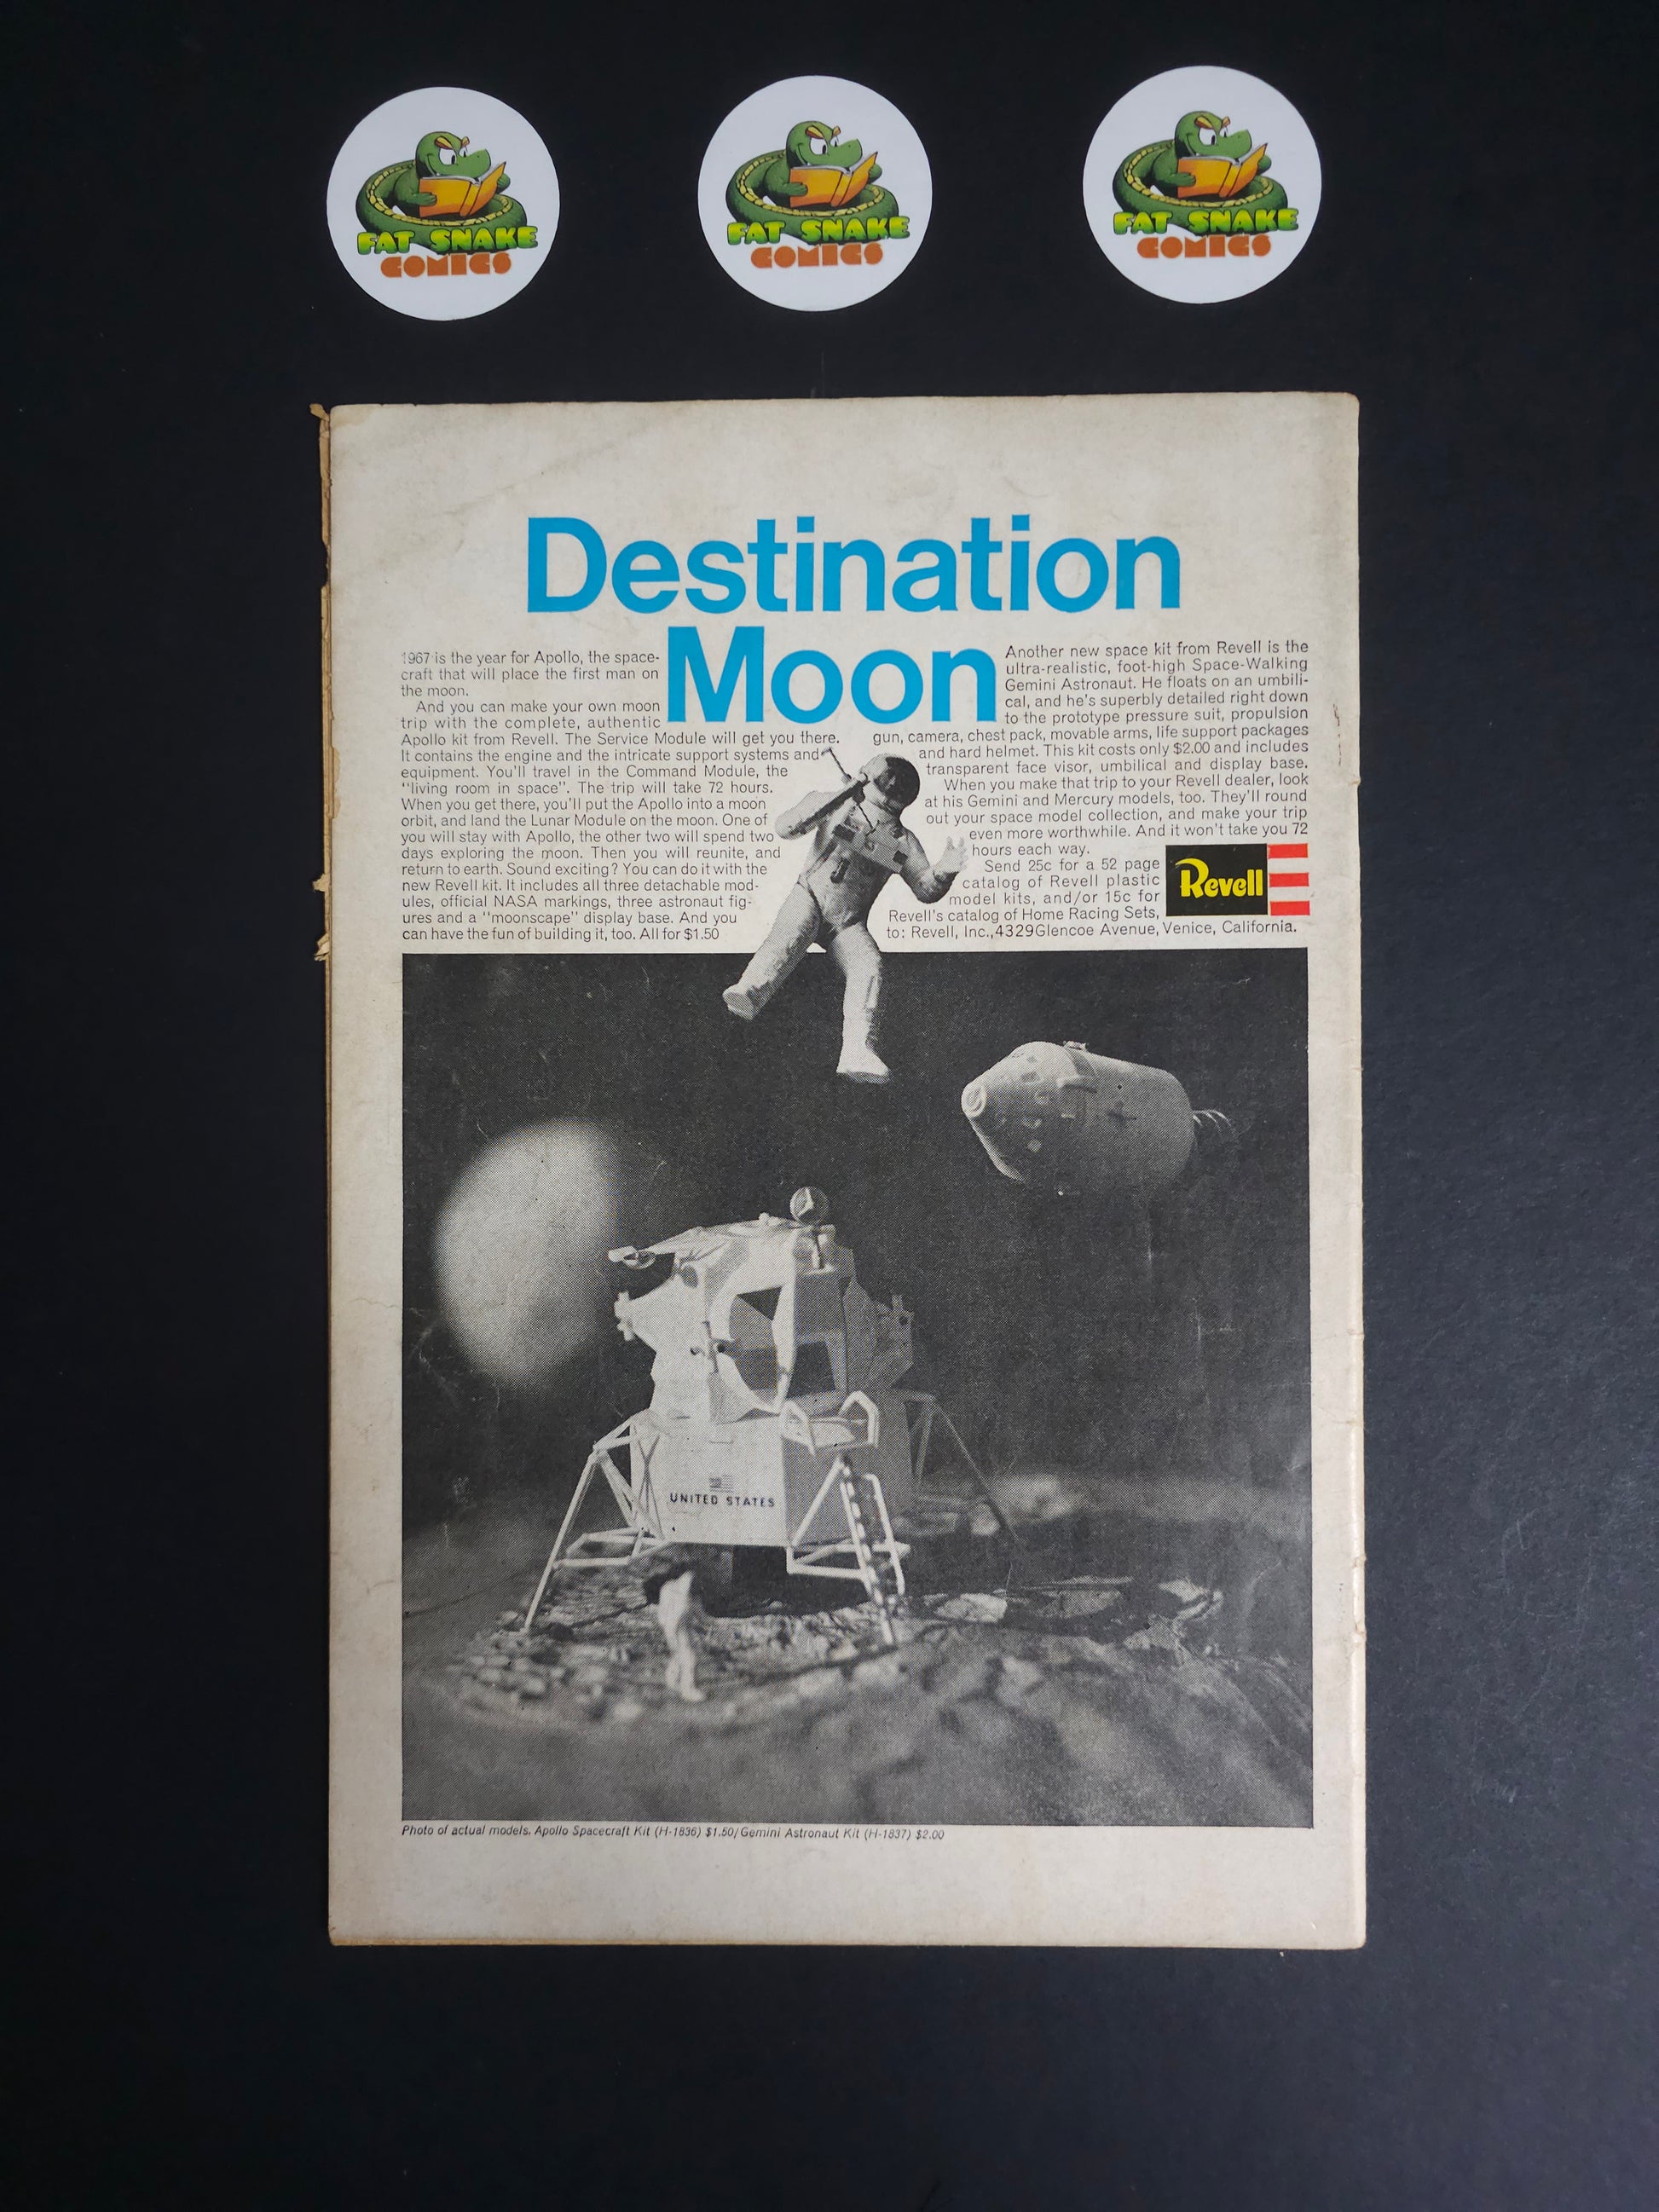 FAT SNAKE
COMICS
FAT SNAKE
COMICS
FAT SNAKE
COMICS
Destination
Moon
1967 is the year for Apollo, the space-
craft that will place the first man on
the moon.
And you can make your own moon
trip with the complete, authentic
Apollo kit from Revell. The Service Module will get you there.
It contains the engine and the intricate support systems and
equipment. You'll travel in the Command Module, the
"living room in space". The trip will take 72 hours.
When you get there, you'll put the Apollo into a moon
orbit, and land the Lunar Module on the moon. One of
you will stay with Apollo, the other two will spend two
days exploring the moon. Then you will reunite, and
return to earth. Sound exciting? You can do it with the
new Revell kit. It includes all three detachable mod-
ules, official NASA markings, three astronaut fig-
ures and a "moonscape" display base. And you
can have the fun of building it, too. All for $1.50
Another new space kit from Revell is the
ultra-realistic, foot-high Space-Walking
Gemini Astronaut. He floats on an umbili-
cal, and he's superbly detailed right down
to the prototype pressure suit, propulsion
gun, camera, chest pack, movable arms, life support packages
and hard helmet. This kit costs only $2.00 and includes
transparent face visor, umbilical and display base.
When you make that trip to your Revell dealer, look
at his Gemini and Mercury models, too. They'll round
out your space model collection, and make your trip
even more worthwhile. And it won't take you 72
hours each way.
Send 25c for a 52 page
catalog of Revell plastic
model kits, and/or 15c for
Revell's catalog of Home Racing Sets,
to: Revell, Inc.,4329Glencoe Avenue, Venice, California.
Revell
UNITED STATES
Photo of actual models. Apollo Spacecraft Kit (H-1836) $1.50/Gemini Astronaut Kit (H-1837) $2.00